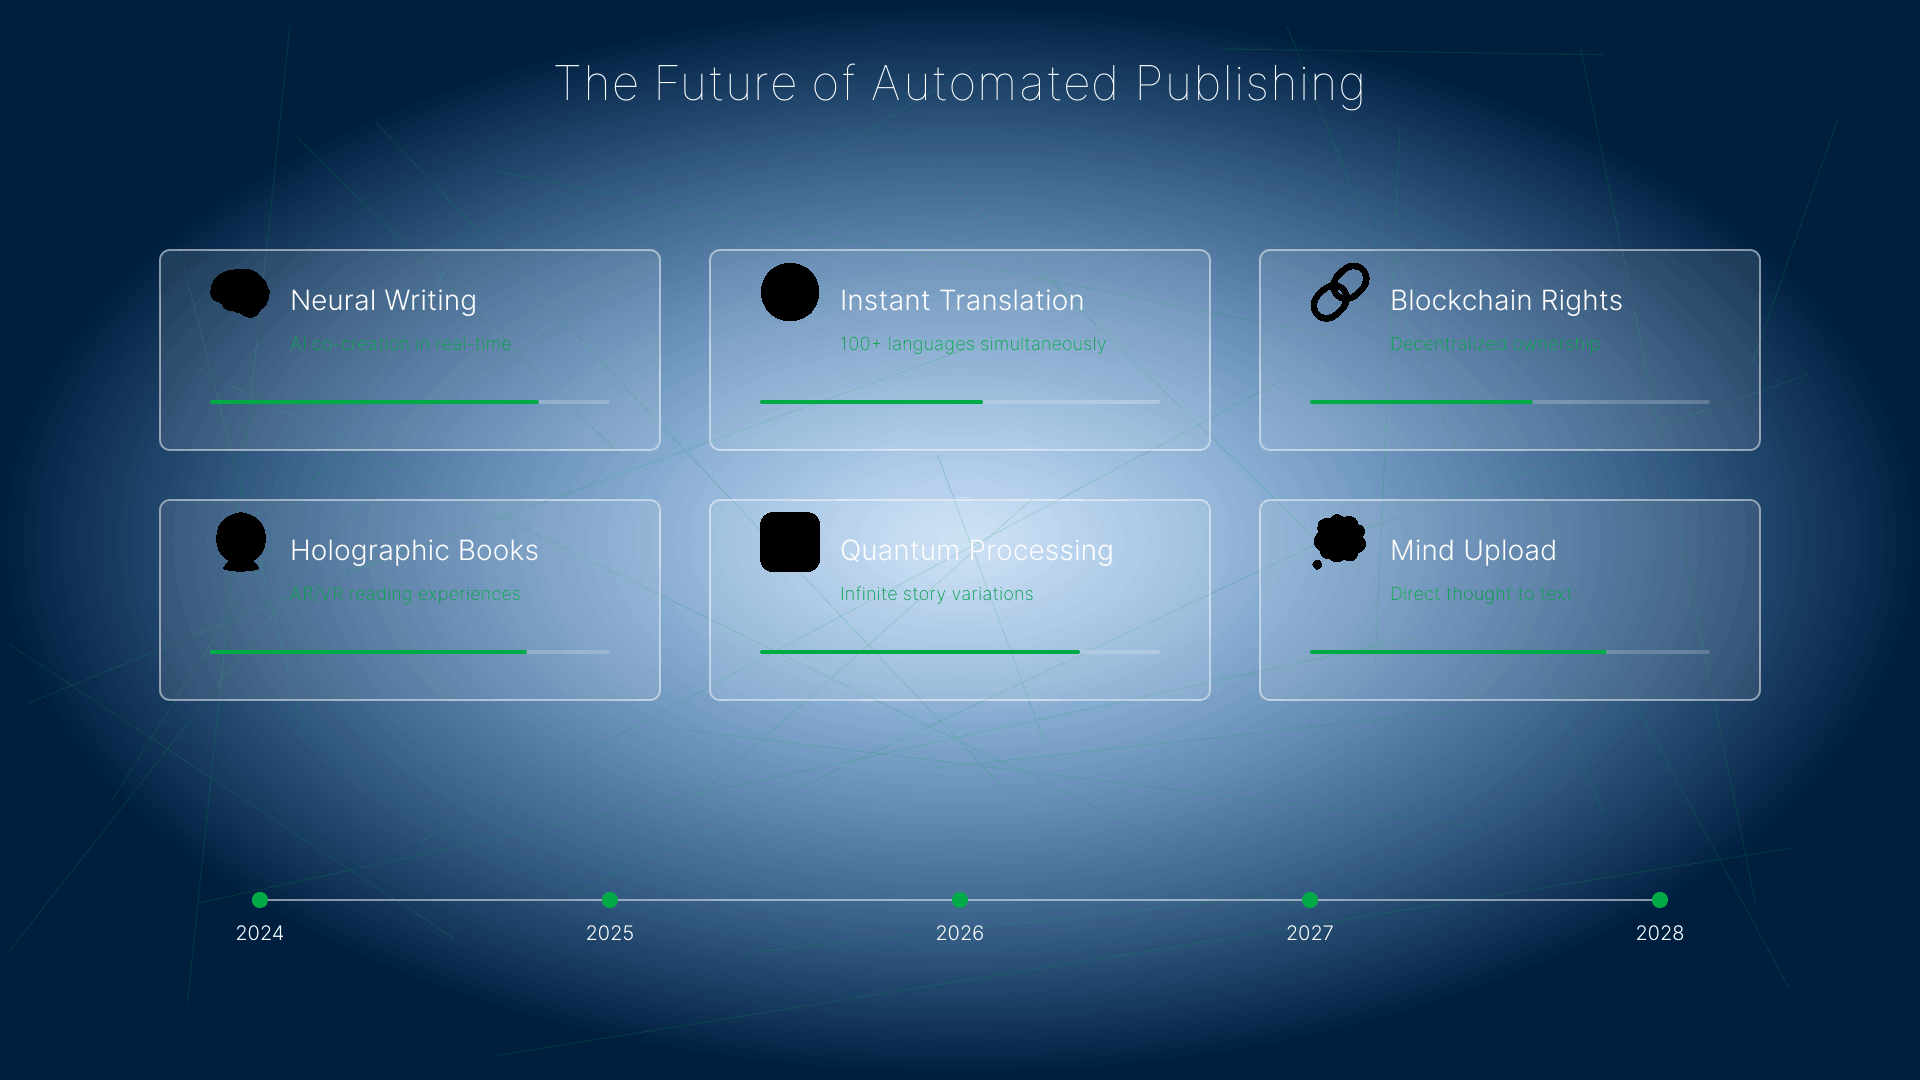 The Future of Automated Publishing
Neural Writing
AI co-creation in real-time
Instant Translation
100+ languages simultaneously
Blockchain Rights
Decentralized ownership
Holographic Books
AR/VR reading experiences
Quantum Processing
Infinite story variations
Mind Upload
Direct thought to text
2024
2025
2026
2027
2028